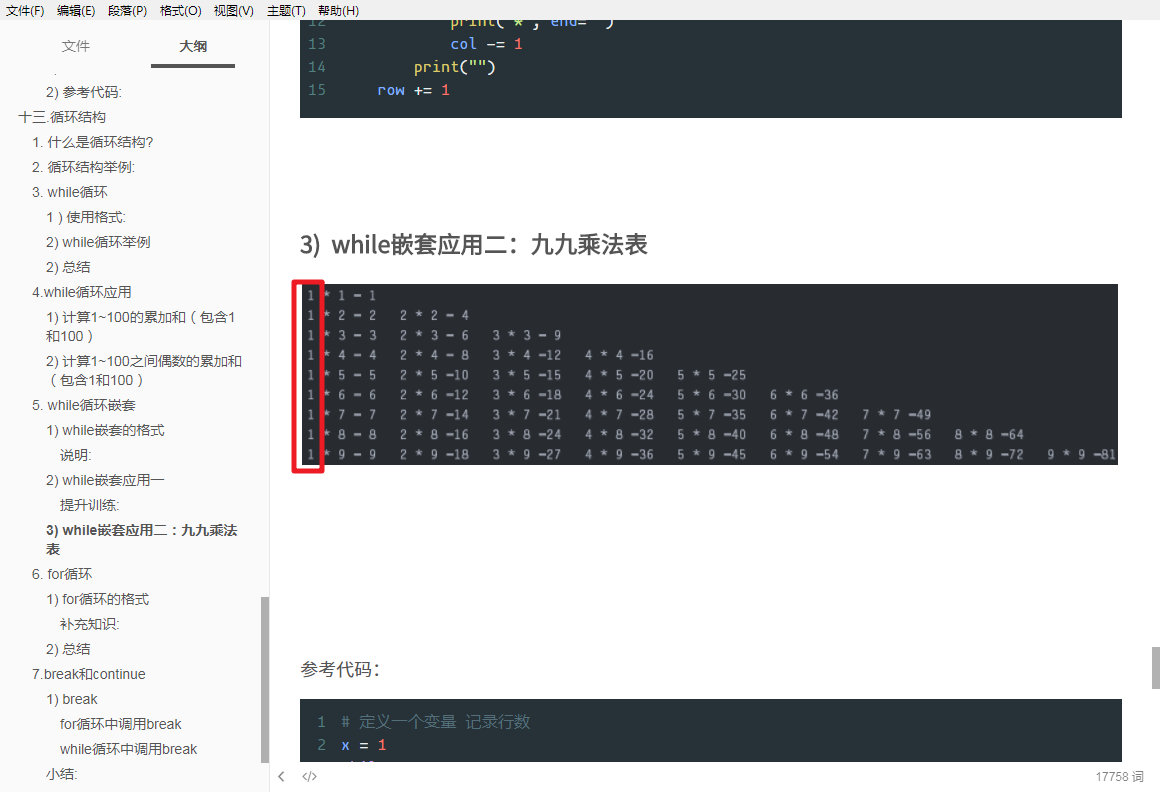 文件(F) 编辑(E) 段落(P) 格式(O) 视图(V) 主题(T) 帮助(H)
文件 大纲
2) 参考代码:
十三.循环结构
1. 什么是循环结构?
2. 循环结构举例:
3. while循环
1 ) 使用格式:
2) while循环举例
2) 总结
4.while循环应用
1) 计算1~100的累加和（包含1
和100）
2) 计算1~100之间偶数的累加和
（包含1和100）
5. while循环嵌套
1) while嵌套的格式
说明:
2) while嵌套应用一
提升训练:
3) while嵌套应用二：九九乘法
表
6. for循环
1) for循环的格式
补充知识:
2) 总结
7.break和continue
1) break
for循环中调用break
while循环中调用break
小结:
13 col -= 1
14 print("")
15 row += 1
3) while嵌套应用二：九九乘法表
1 * 1 - 1
1 * 2 - 2 2 * 2 - 4
1 * 3 - 3 2 * 3 - 6 3 * 3 - 9
1 * 4 - 4 2 * 4 - 8 3 * 4 -12 4 * 4 -16
1 * 5 - 5 2 * 5 -10 3 * 5 -15 4 * 5 -20 5 * 5 -25
1 * 6 - 6 2 * 6 -12 3 * 6 -18 4 * 6 -24 5 * 6 -30 6 * 6 -36
1 * 7 - 7 2 * 7 -14 3 * 7 -21 4 * 7 -28 5 * 7 -35 6 * 7 -42 7 * 7 -49
1 * 8 - 8 2 * 8 -16 3 * 8 -24 4 * 8 -32 5 * 8 -40 6 * 8 -48 7 * 8 -56 8 * 8 -64
1 * 9 - 9 2 * 9 -18 3 * 9 -27 4 * 9 -36 5 * 9 -45 6 * 9 -54 7 * 9 -63 8 * 9 -72 9 * 9 -81
参考代码：
1 # 定义一个变量 记录行数
2 x = 1
17758 词